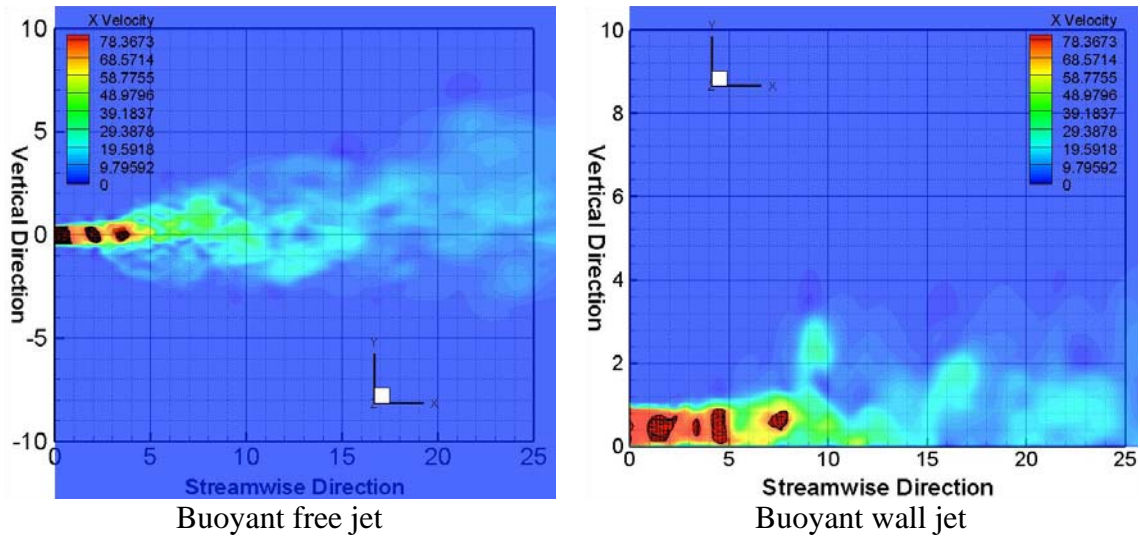 10
X Velocity
78.3673
68.5714
58.7755
48.9796
39.1837
29.3878
19.5918
9.79592
0
5
0
-5
-10
Vertical Direction
Y
Z X
0 5 10 15 20 25
Streamwise Direction
Buoyant free jet
10
X Velocity
78.3673
68.5714
58.7755
48.9796
39.1837
29.3878
19.5918
9.79592
0
8
6
4
2
0
Vertical Direction
Y
Z X
0 5 10 15 20 25
Streamwise Direction
Buoyant wall jet